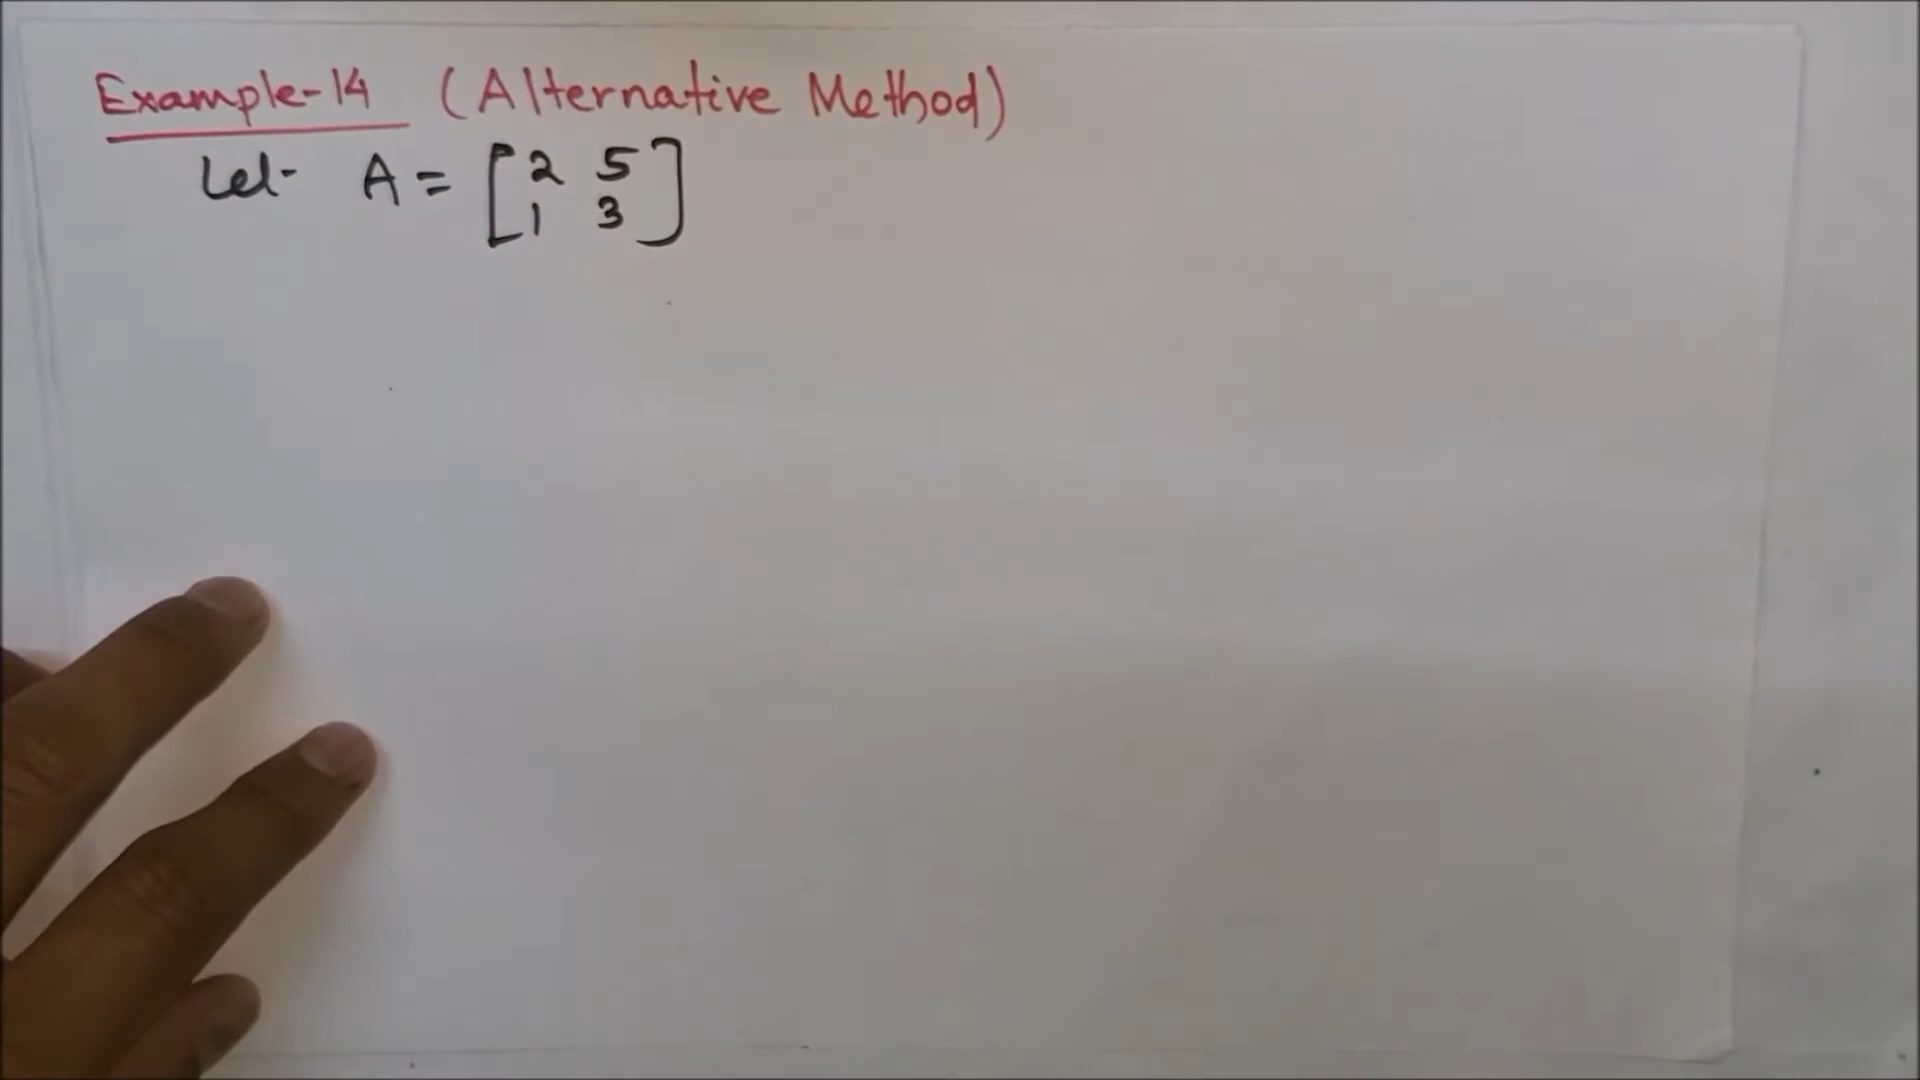 Example-14 (Alternative Method)
Let A = [2 5
1 3]